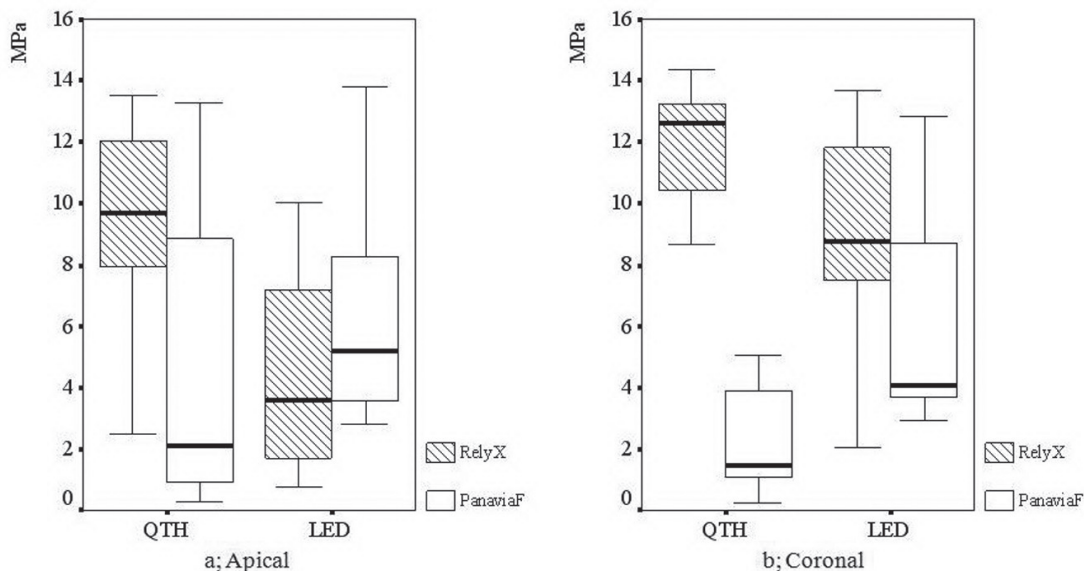 MPa
16
14
12
10
8
6
4
2
0
QTH
LED
RelyX
PanaviaF
a; Apical
MPa
16
14
12
10
8
6
4
2
0
QTH
LED
RelyX
PanaviaF
b; Coronal